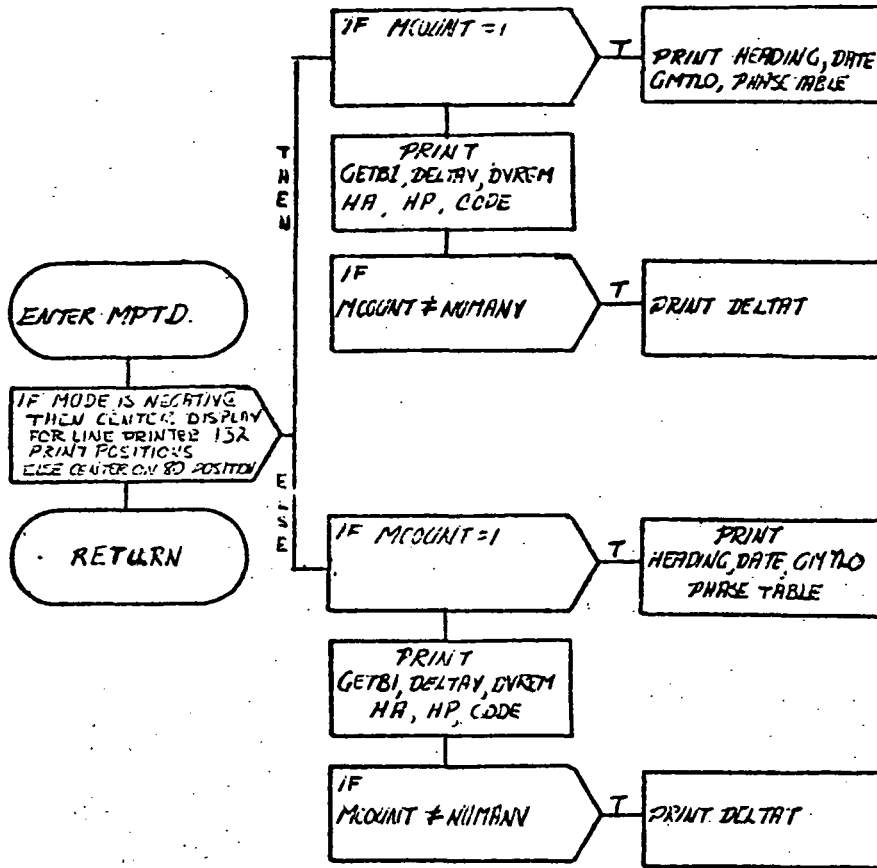 IF MCOUNT = 1
T
PRINT HEADING, DATE
GMTLO, PHASE TABLE
THEN
PRINT
GETBI, DELTAV, DVREM
HA, HP, CODE
IF
MCOUNT ≠ NUMANV
T
PRINT DELTAT
ENTER MPTD.
IF MODE IS NEGATIVE
THEN CENTER DISPLAY
FOR LINE PRINTER 132
PRINT POSITIONS
ELSE CENTER ON 80 POSITION
RETURN
ELSE
IF MCOUNT = 1
T
PRINT
HEADING, DATE, GMTLO
PHASE TABLE
PRINT
GETBI, DELTAV, DVREM
HA, HP, CODE
IF
MCOUNT ≠ NUMANV
T
PRINT DELTAT